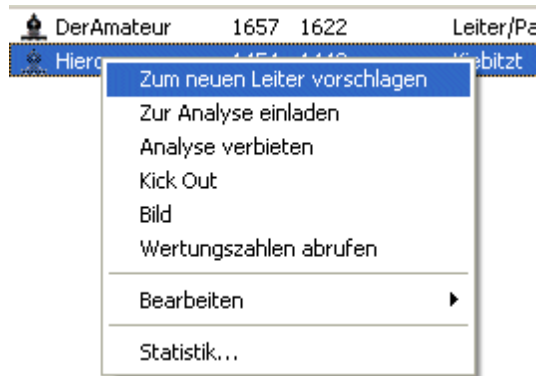 DerAmateur 1657 1622 Leiter/Pa
Zum neuen Leiter vorschlagen
Zur Analyse einladen
Analyse verbieten
Kick Out
Bild
Wertungszahlen abrufen
Bearbeiten
Statistik...